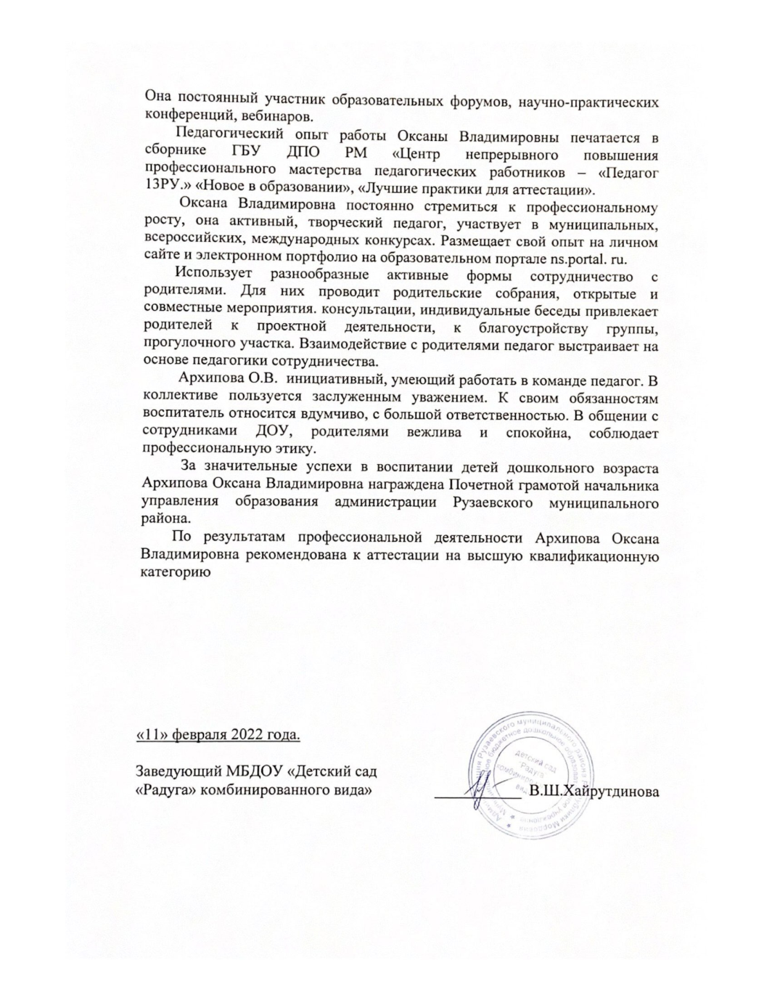 Она постоянный участник образовательных форумов, научно-практических
конференций, вебинаров.
Педагогический опыт работы Оксаны Владимировны печатается в
сборнике ГБУ ДПО РМ «Центр непрерывного повышения
профессионального мастерства педагогических работников – «Педагог
13РУ.» «Новое в образовании», «Лучшие практики для аттестации».
Оксана Владимировна постоянно стремиться к профессиональному
росту, она активный, творческий педагог, участвует в муниципальных,
всероссийских, международных конкурсах. Размещает свой опыт на личном
сайте и электронном портфолио на образовательном портале ns.portal. ru.
Использует разнообразные активные формы сотрудничество с
родителями. Для них проводит родительские собрания, открытые и
совместные мероприятия. консультации, индивидуальные беседы привлекает
родителей к проектной деятельности, к благоустройству группы,
прогулочного участка. Взаимодействие с родителями педагог выстраивает на
основе педагогики сотрудничества.
Архипова О.В. инициативный, умеющий работать в команде педагог. В
коллективе пользуется заслуженным уважением. К своим обязанностям
воспитатель относится вдумчиво, с большой ответственностью. В общении с
сотрудниками ДОУ, родителями вежлива и спокойна, соблюдает
профессиональную этику.
За значительные успехи в воспитании детей дошкольного возраста
Архипова Оксана Владимировна награждена Почетной грамотой начальника
управления образования администрации Рузаевского муниципального
района.
По результатам профессиональной деятельности Архипова Оксана
Владимировна рекомендована к аттестации на высшую квалификационную
категорию
«11» февраля 2022 года.
Заведующий МБДОУ «Детский сад
«Радуга» комбинированного вида»
В.Ш.Хайрутдинова
Рузаевского муниципального района
бюджетное дошкольное
детский сад
"Радуга"